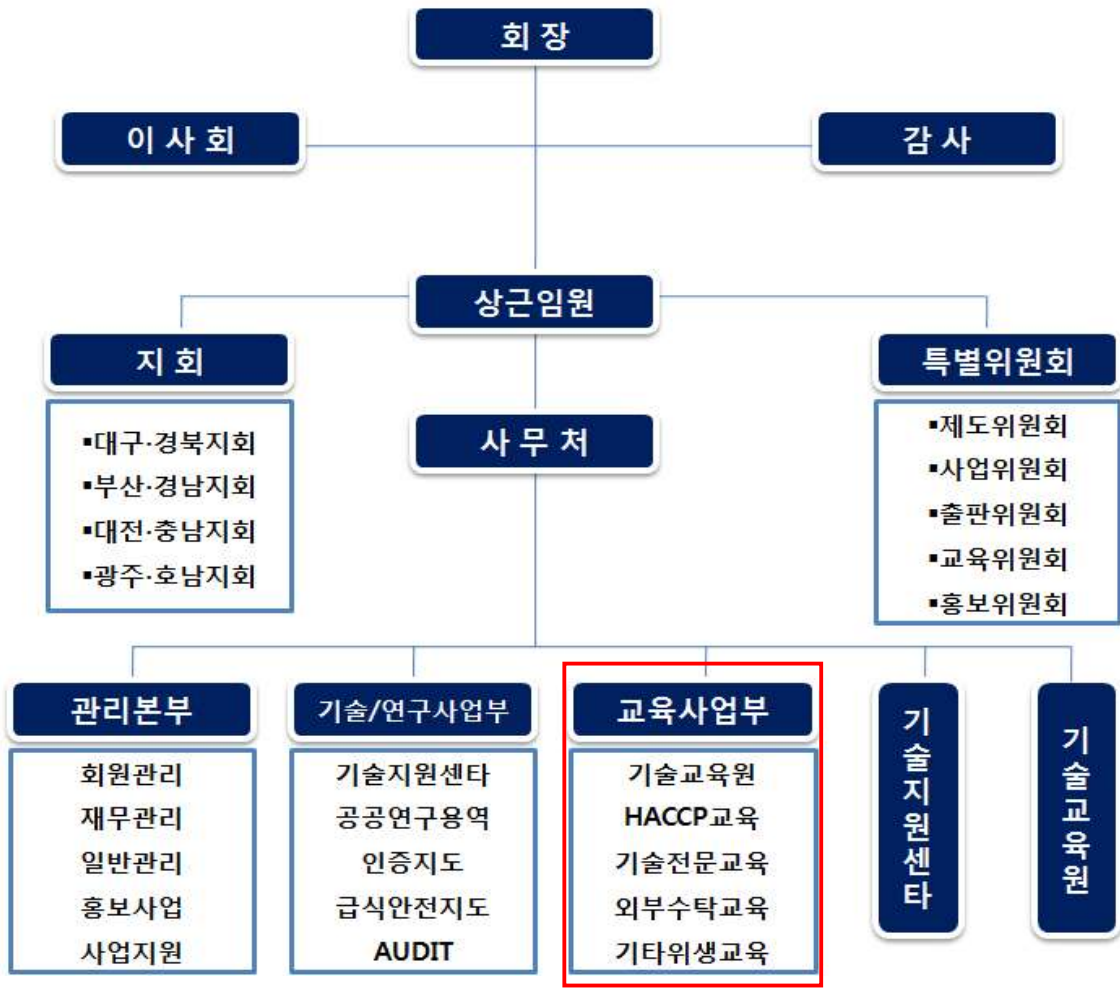 회 장
이 사 회
감 사
상근임원
지 회
▪대구·경북지회
▪부산·경남지회
▪대전·충남지회
▪광주·호남지회
사 무 처
특별위원회
▪제도위원회
▪사업위원회
▪출판위원회
▪교육위원회
▪홍보위원회
관리본부
회원관리
재무관리
일반관리
홍보사업
사업지원
기술/연구사업부
기술지원센타
공공연구용역
인증지도
급식안전지도
AUDIT
교육사업부
기술교육원
HACCP교육
기술전문교육
외부수탁교육
기타위생교육
기술지원센타
기술교육원